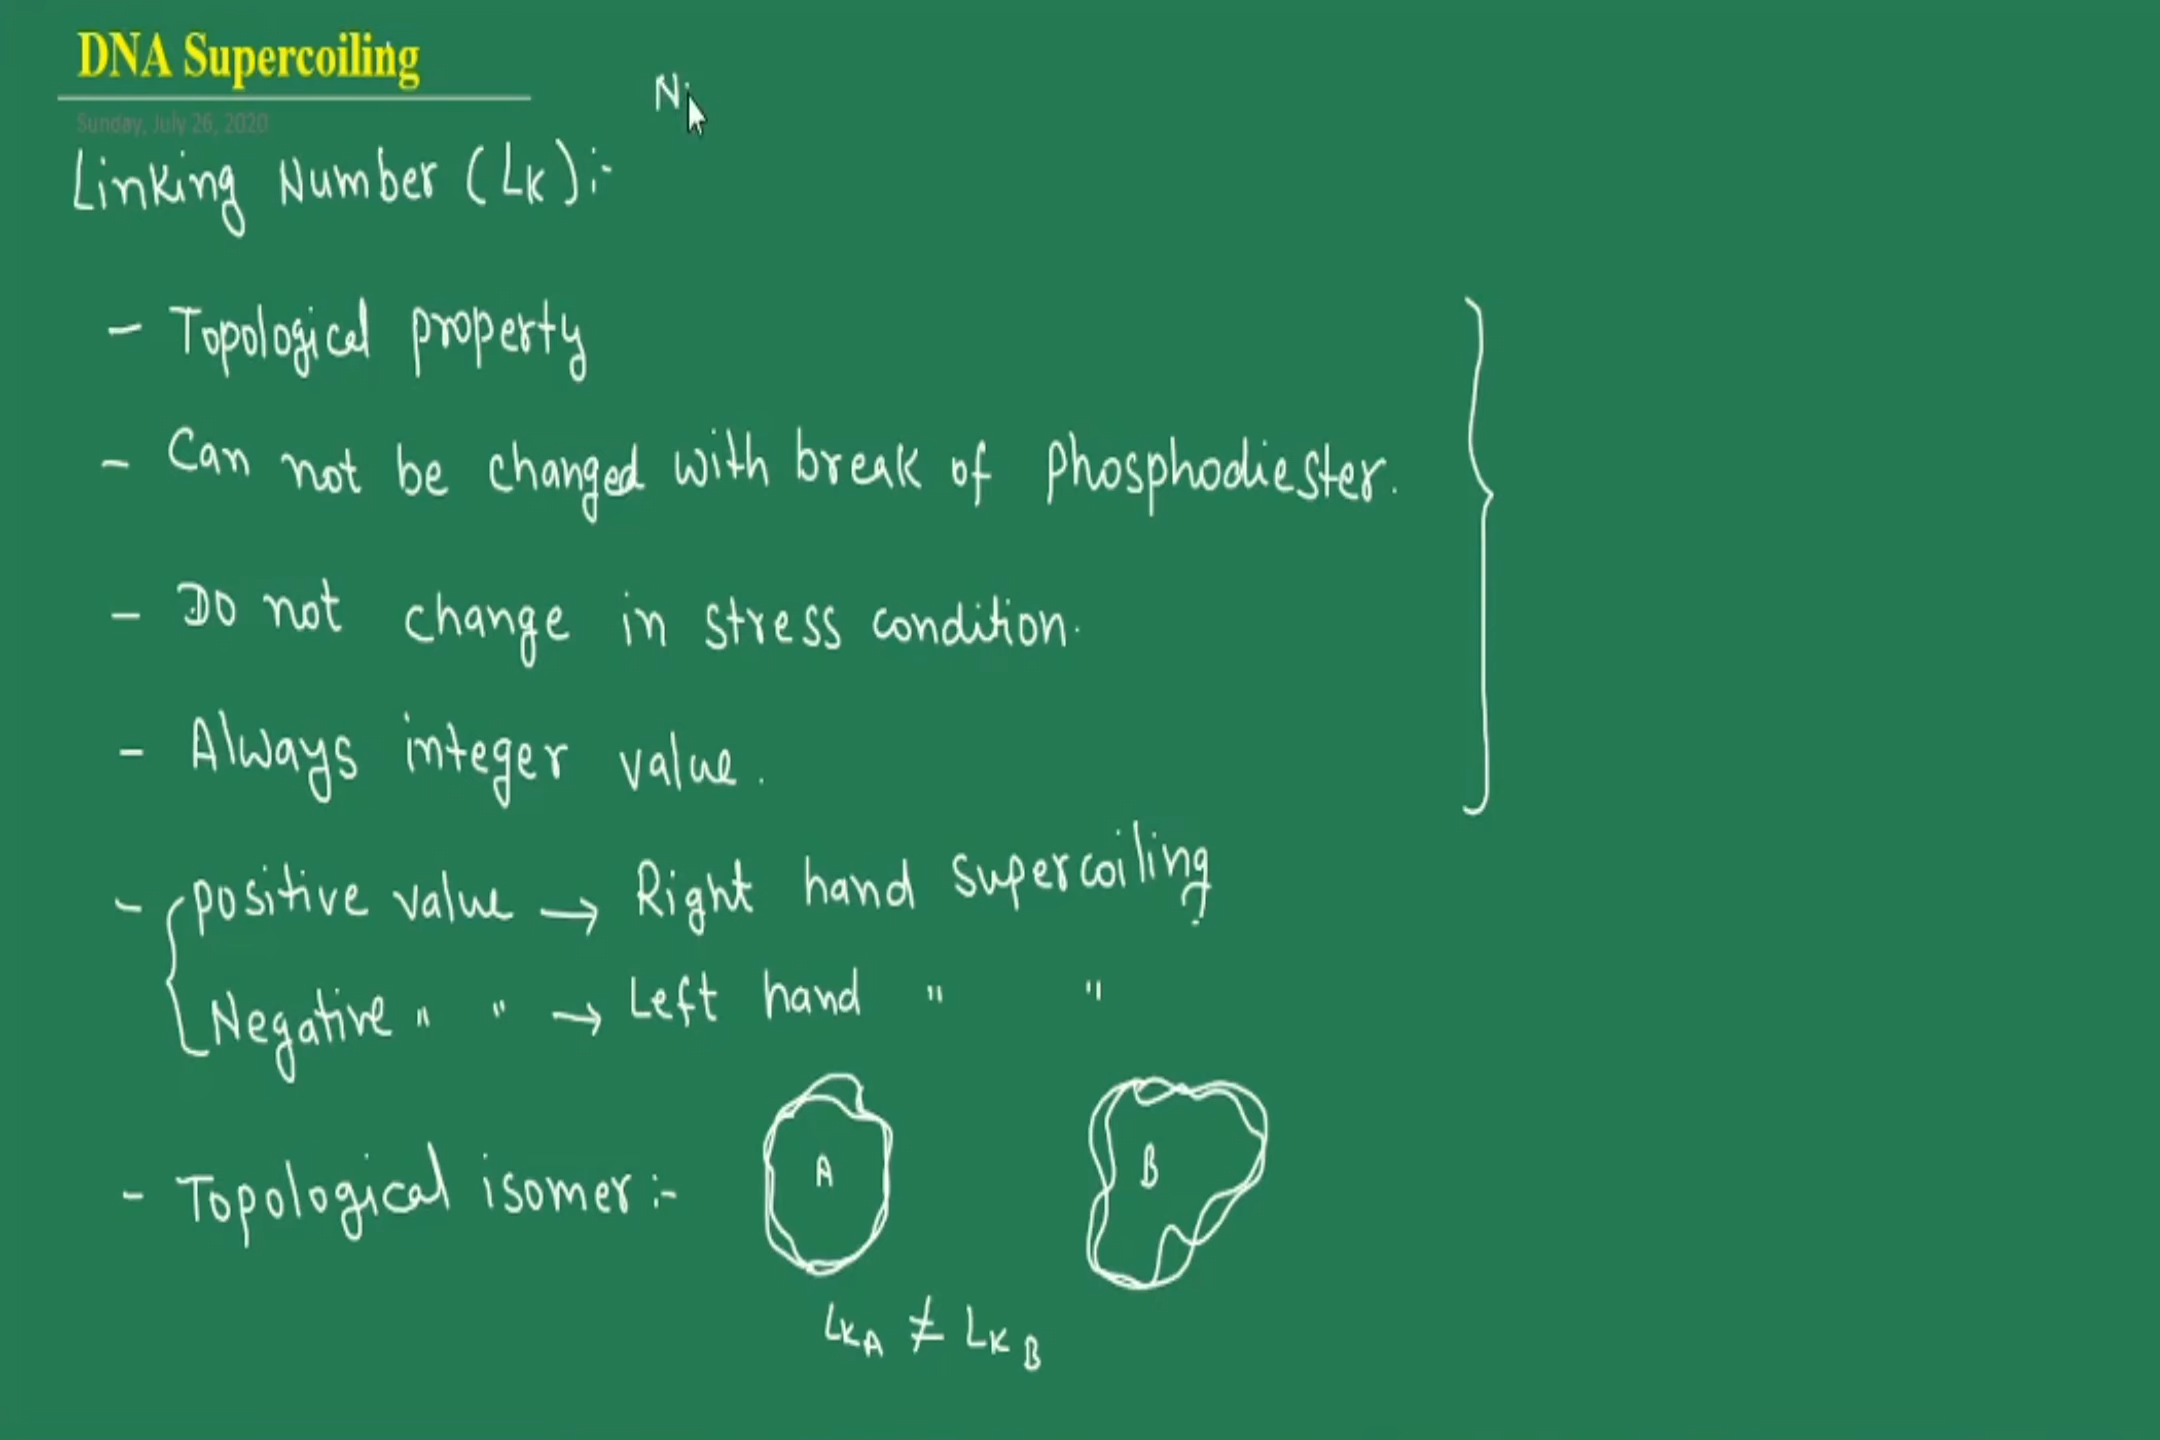 DNA Supercoiling
Sunday, July 26, 2020
Ni
Linking Number (Lk):-
- Topological property
- Can not be changed with break of phosphodiester.
- Do not change in stress condition.
- Always integer value.
- positive value → Right hand supercoiling
Negative " " → Left hand " "
- Topological isomer:-
A
B
LkA ≠ LkB